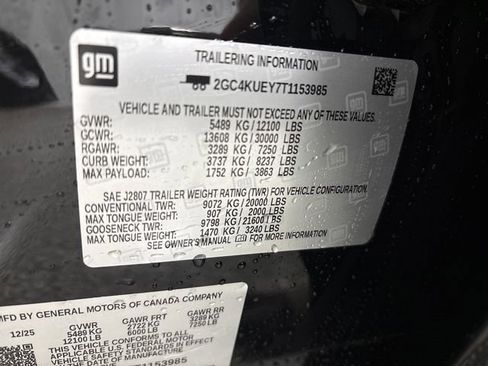 gm
TRAILERING INFORMATION
2GC4KUEY7T1153985
VEHICLE AND TRAILER MUST NOT EXCEED ANY OF THESE VALUES.
GVWR: 5489 KG/12100 LBS
GCWR: 13608 KG/30000 LBS
RGAWR: 3289 KG/ 7250 LBS
CURB WEIGHT: 3737 KG/ 8237 LBS
MAX PAYLOAD: 1752 KG/ 3863 LBS
SAE J2807 TRAILER WEIGHT RATING (TWR) FOR VEHICLE CONFIGURATION.
CONVENTIONAL TWR: 9072 KG/20000 LBS
MAX TONGUE WEIGHT: 907 KG/ 2000 LBS
GOOSENECK TWR: 9798 KG/21600 LBS
MAX TONGUE WEIGHT: 1470 KG/ 3240 LBS
SEE OWNER'S MANUAL FOR MORE INFORMATION
MFD BY GENERAL MOTORS OF CANADA COMPANY
12/25 GVWR GAWR FRT GAWR RR
5489 KG 2722 KG 3289 KG
12100 LB 6000 LB 7250 LB
THIS VEHICLE CONFORMS TO ALL APPLICABLE
U.S. FEDERAL MOTOR
T1153985